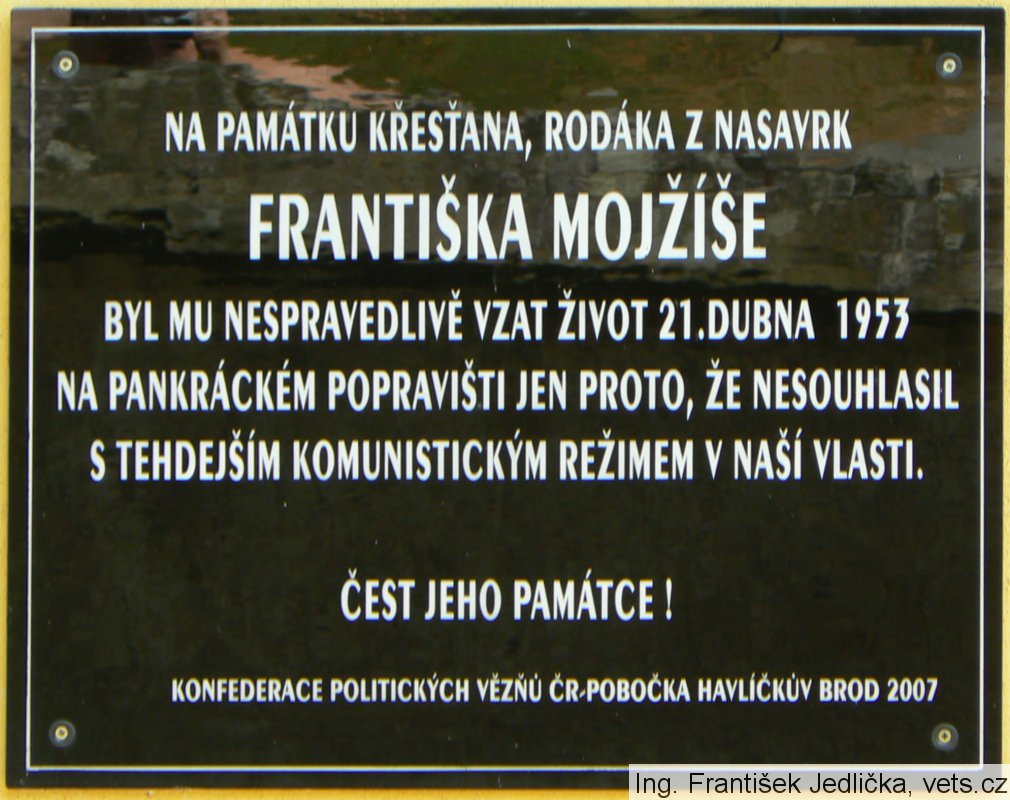 NA PAMÁTKU KŘESŤANA, RODÁKA Z NASAVRK
FRANTIŠKA MOJŽÍŠE
BYL MU NESPRAVEDLIVĚ VZAT ŽIVOT 21.DUBNA 1953
NA PANKRÁCKÉM POPRAVIŠTI JEN PROTO, ŽE NESOUHLASIL
S TEHDEJŠÍM KOMUNISTICKÝM REŽIMEM V NAŠÍ VLASTI.
ČEST JEHO PAMÁTCE !
KONFEDERACE POLITICKÝCH VĚZŇŮ ČR-POBOČKA HAVLÍČKŮV BROD 2007
Ing. František Jedlička, vets.cz